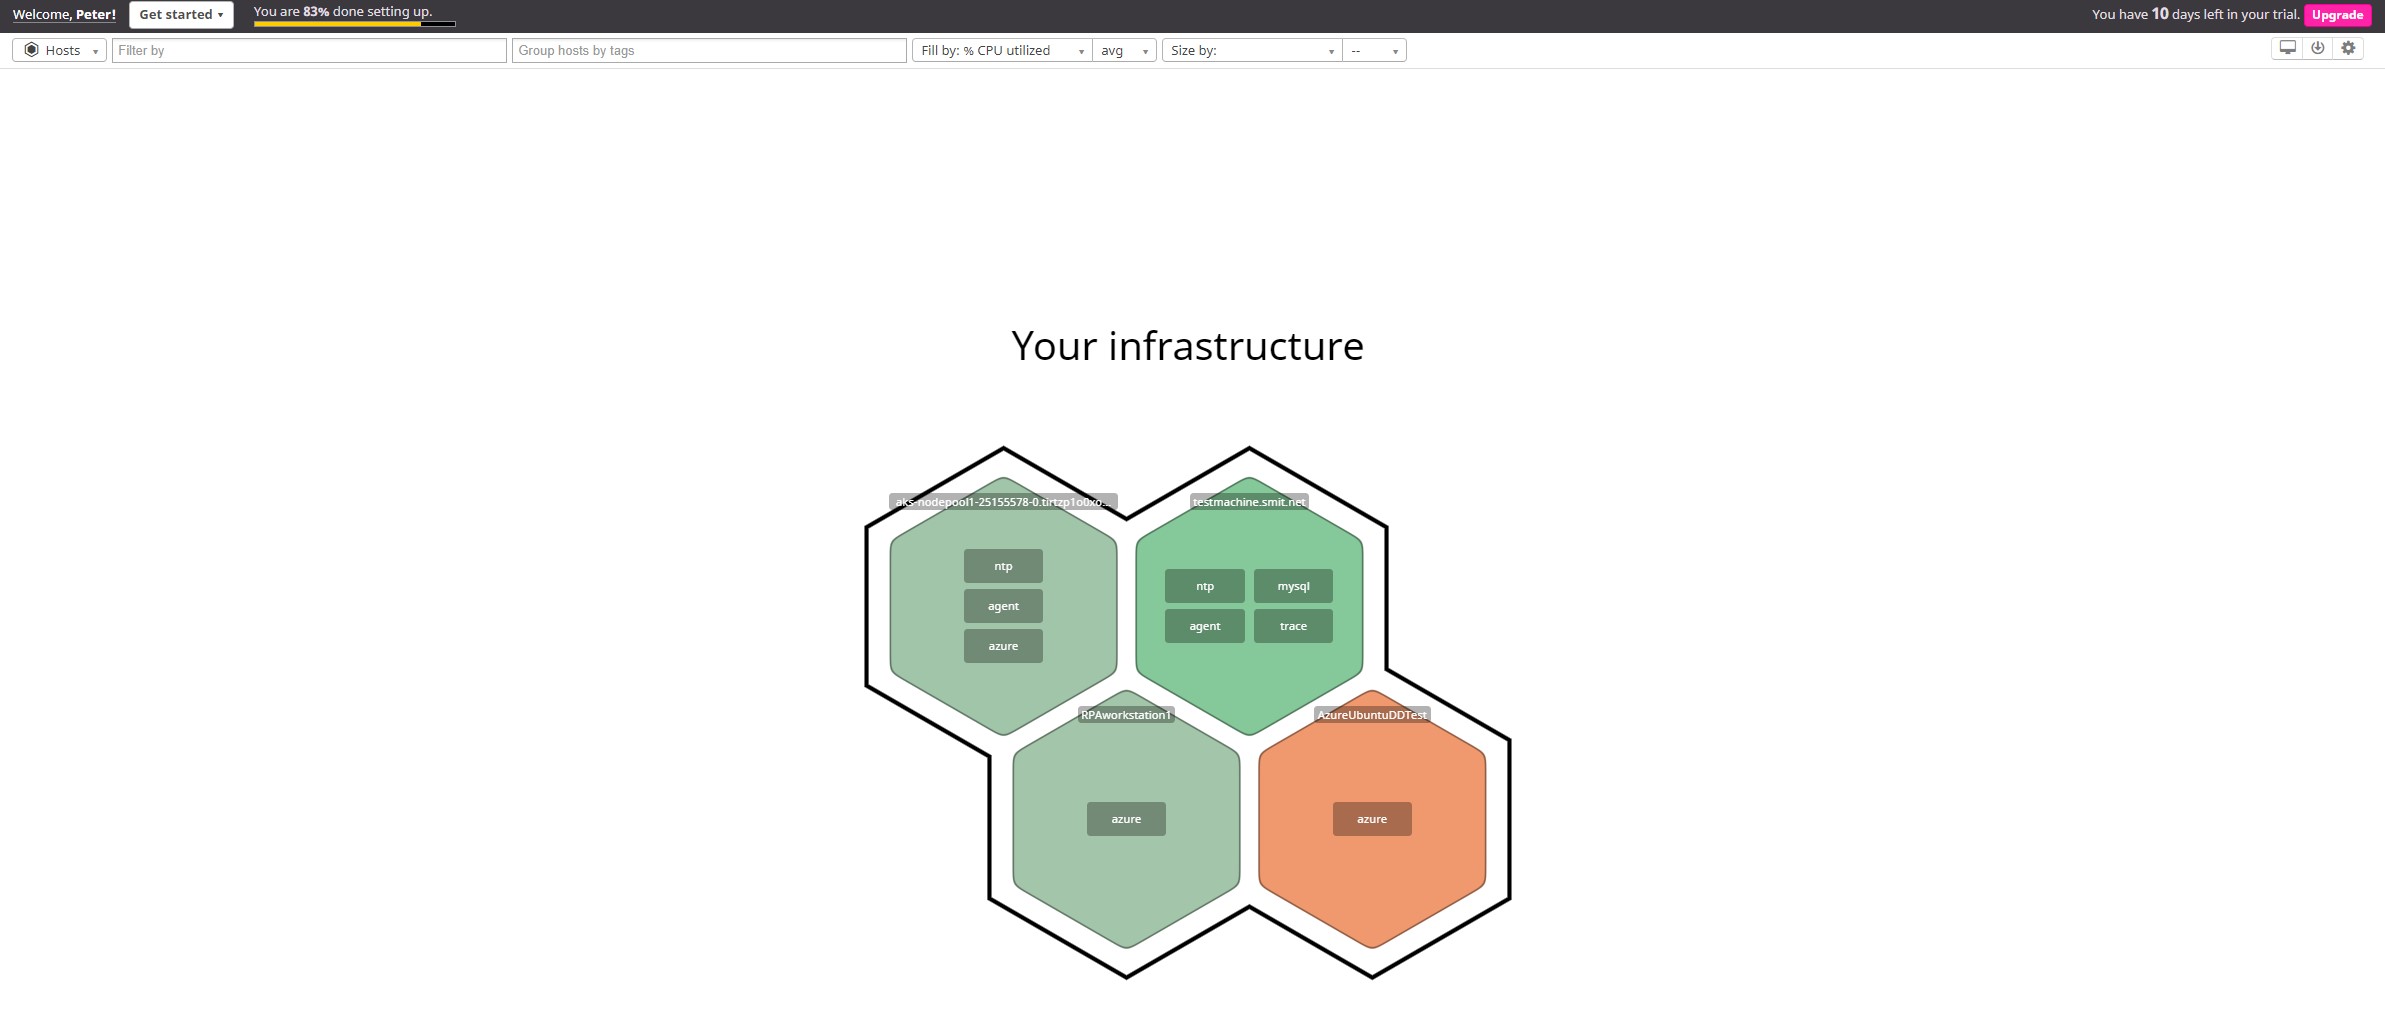 Welcome, Peter! Get started You are 83% done setting up. You have 10 days left in your trial. Upgrade
Hosts Filter by Group hosts by tags Fill by: % CPU utilized avg Size by: --
Your infrastructure
aks-nodepool1-25155578-0.tirtzp1o0xo... testmachine.smit.net
ntp
agent
azure
ntp mysql
agent trace
RPAworkstation1 AzureUbuntuDDTest
azure azure